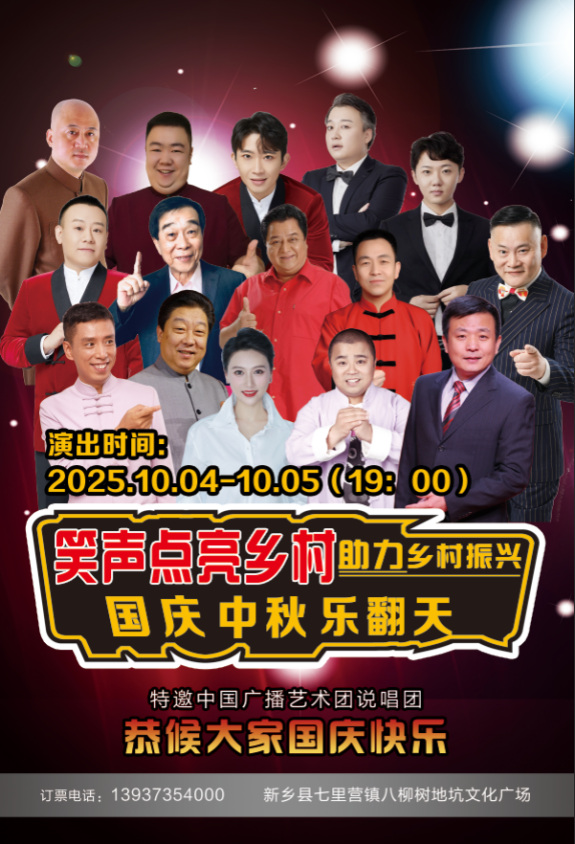 演出时间:
2025.10.04-10.05（19：00）
笑声点亮乡村 助力乡村振兴
国庆中秋乐翻天
特邀中国广播艺术团说唱团
恭候大家国庆快乐
订票电话：13937354000 新乡县七里营镇八柳树地坑文化广场